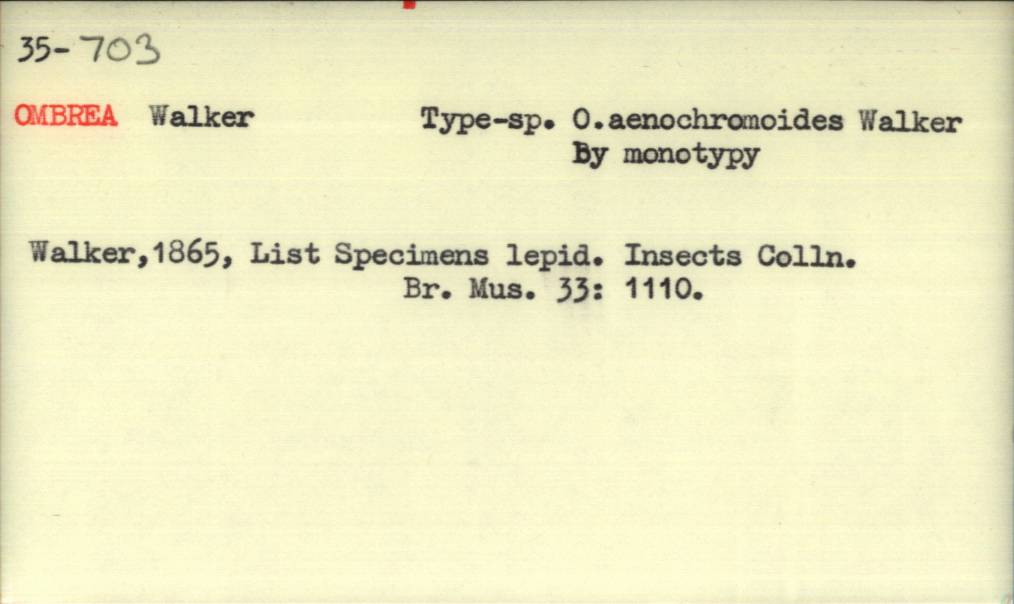 35-703
OMBREA Walker Type-sp. O.aenochromoides Walker
By monotypy
Walker,1865, List Specimens lepid. Insects Colln.
Br. Mus. 33: 1110.